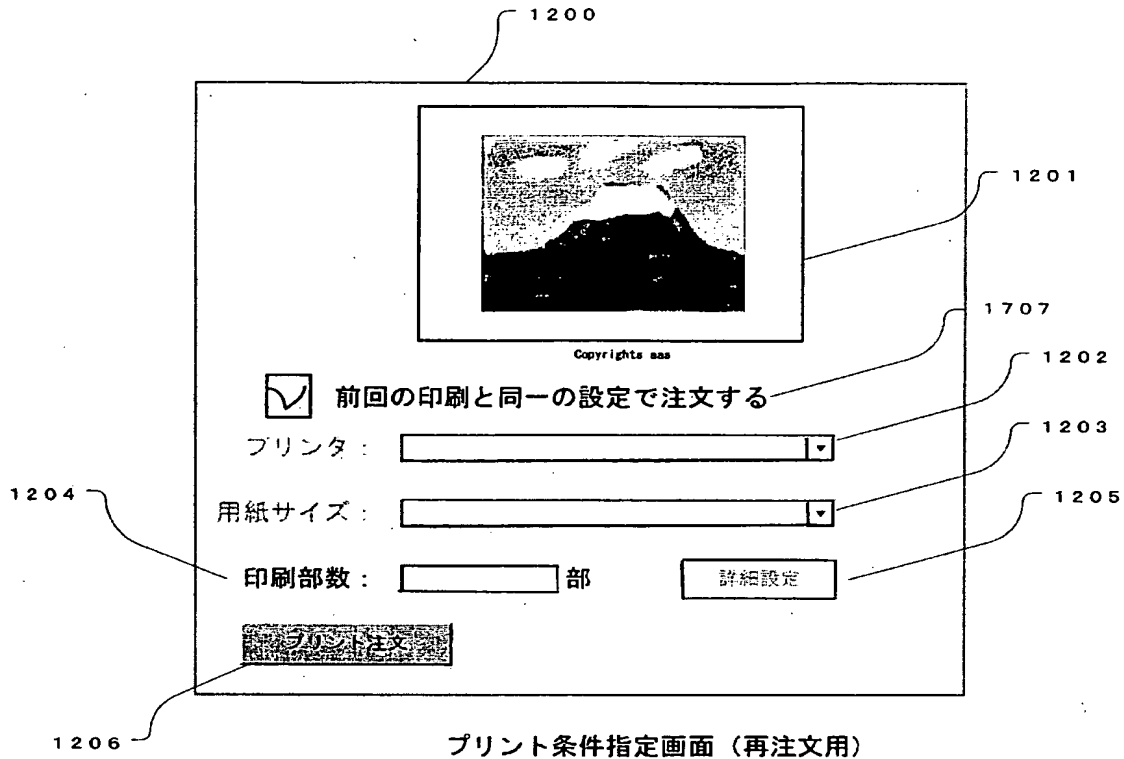 1200
1201
Copyrights aas
1707
前回の印刷と同一の設定で注文する
1202
プリンタ：
1203
用紙サイズ：
1204
1205
印刷部数： 部 詳細設定
プリント注文
1206
プリント条件指定画面（再注文用）